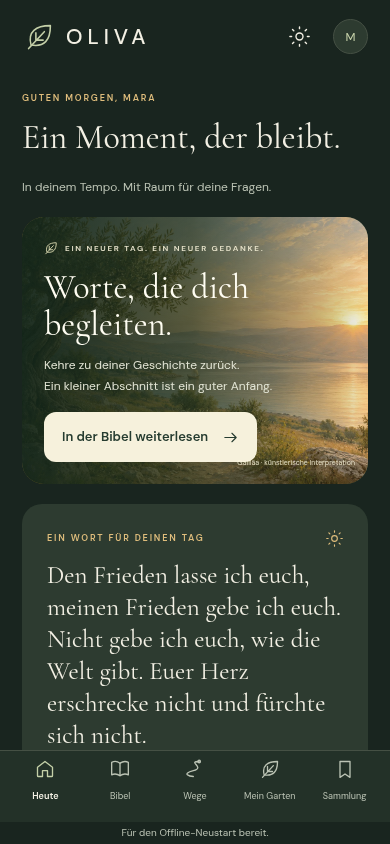 OLIVA
M
GUTEN MORGEN, MARA
Ein Moment, der bleibt.
In deinem Tempo. Mit Raum für deine Fragen.
EIN NEUER TAG. EIN NEUER GEDANKE.
Worte, die dich
begleiten.
Kehre zu deiner Geschichte zurück.
Ein kleiner Abschnitt ist ein guter Anfang.
In der Bibel weiterlesen →
Galiläa · künstlerische Interpretation
EIN WORT FÜR DEINEN TAG
Den Frieden lasse ich euch,
meinen Frieden gebe ich euch.
Nicht gebe ich euch, wie die
Welt gibt. Euer Herz
erschrecke nicht und fürchte
sich nicht.
Heute Bibel Wege Mein Garten Sammlung
Für den Offline-Neustart bereit.